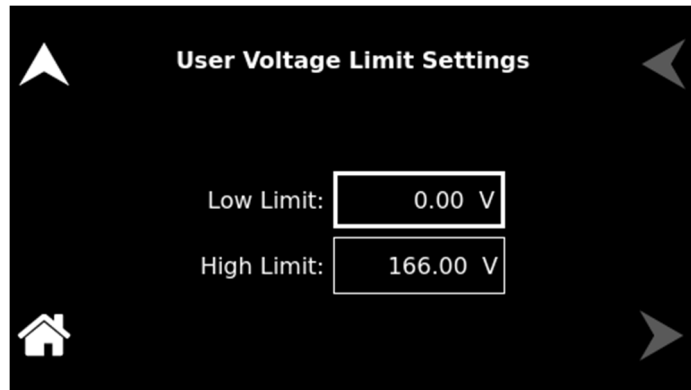 User Voltage Limit Settings
Low Limit: 0.00 V
High Limit: 166.00 V